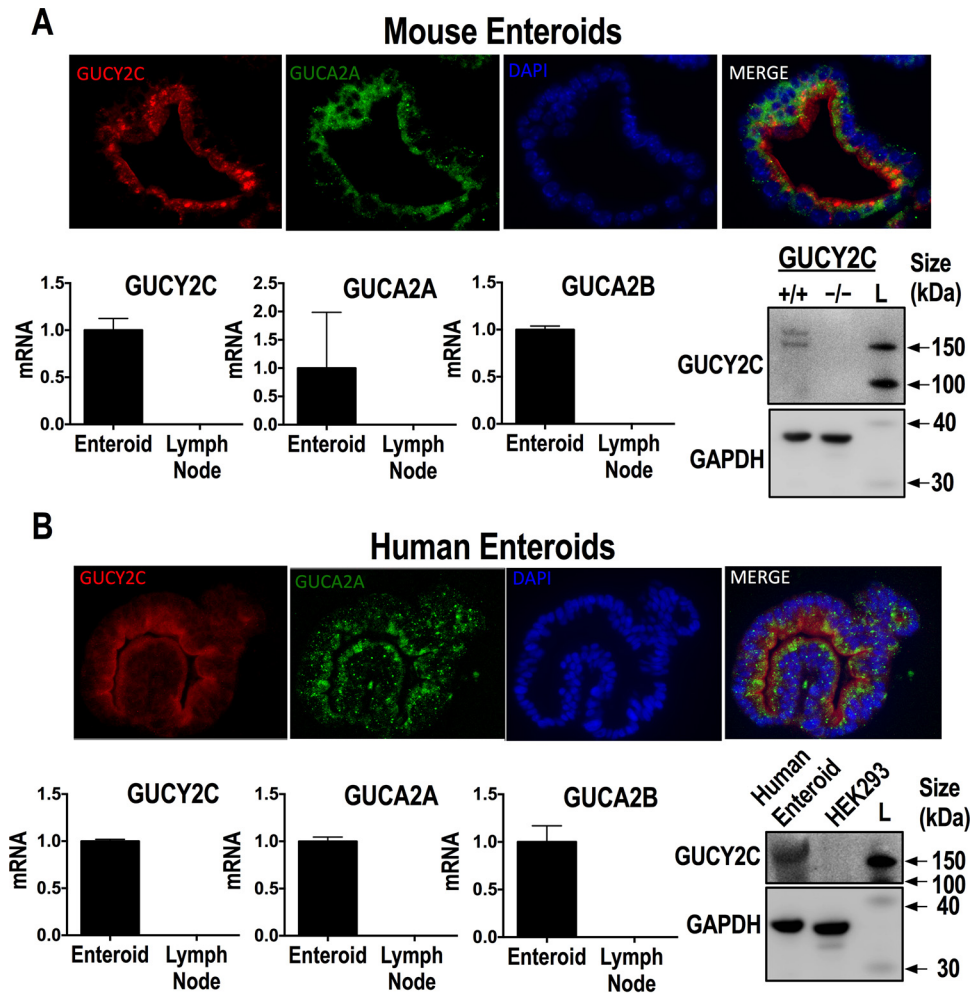 A
Mouse Enteroids
GUCY2C
GUCA2A
DAPI
MERGE
GUCY2C
1.5
1.0
0.5
0.0
mRNA
Enteroid
Lymph
Node
GUCA2A
2.5
2.0
1.5
1.0
0.5
0.0
mRNA
Enteroid
Lymph
Node
GUCA2B
1.5
1.0
0.5
0.0
mRNA
Enteroid
Lymph
Node
GUCY2C
Size
(kDa)
+/+ –/– L
GUCY2C
150
100
GAPDH
40
30
B
Human Enteroids
GUCY2C
GUCA2A
DAPI
MERGE
GUCY2C
1.5
1.0
0.5
0.0
mRNA
Enteroid
Lymph
Node
GUCA2A
1.5
1.0
0.5
0.0
mRNA
Enteroid
Lymph
Node
GUCA2B
1.5
1.0
0.5
0.0
mRNA
Enteroid
Lymph
Node
Human
Enteroid
HEK293
L
Size
(kDa)
GUCY2C
150
100
GAPDH
40
30